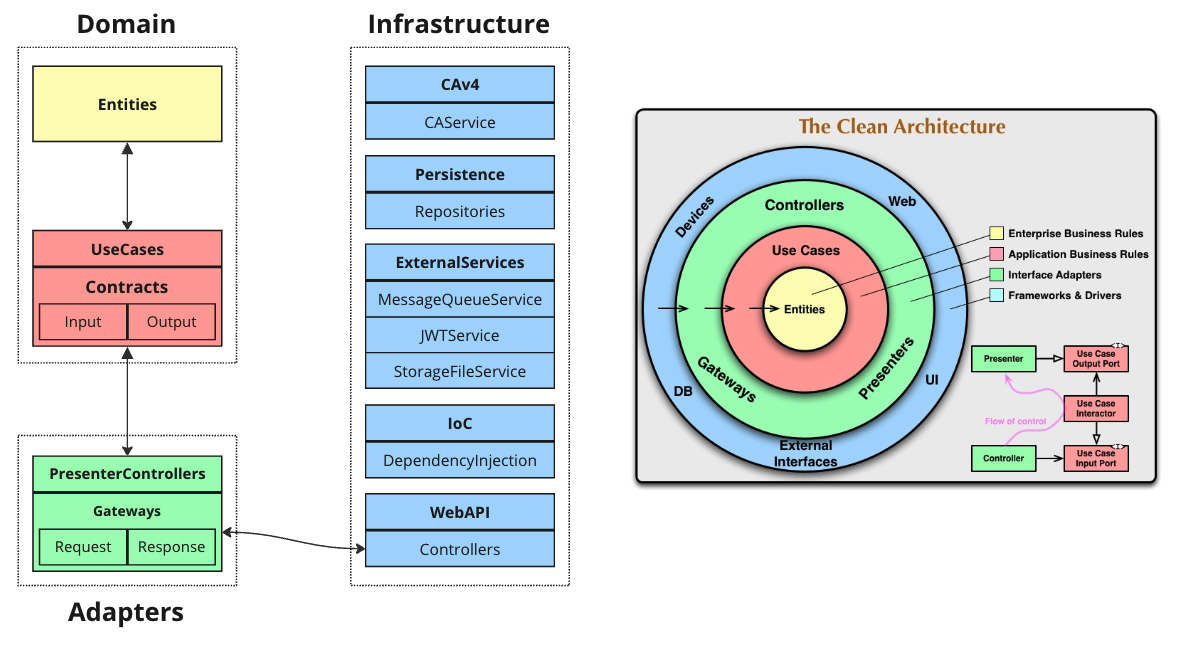 Domain
Entities
UseCases
Contracts
Input
Output
PresenterControllers
Gateways
Request
Response
Adapters
Infrastructure
CAv4
CAService
Persistence
Repositories
ExternalServices
MessageQueueService
JWTService
StorageFileService
IoC
DependencyInjection
WebAPI
Controllers
The Clean Architecture
Devices
Web
Controllers
Use Cases
Entities
Gateways
Presenters
DB
UI
External
Interfaces
Enterprise Business Rules
Application Business Rules
Interface Adapters
Frameworks & Drivers
Presenter
Use Case
Output Port
Use Case
Interactor
Flow of control
Controller
Use Case
Input Port